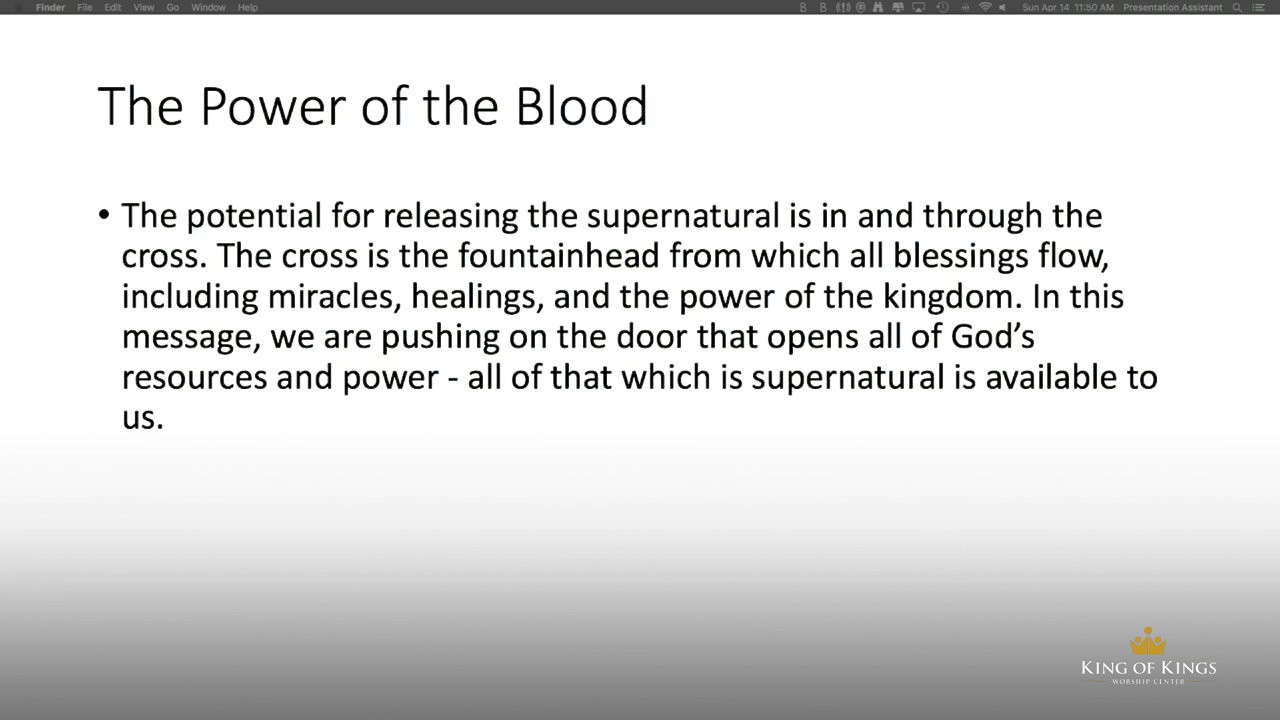 Finder File Edit View Go Window Help Sun Apr 14 11:50 AM Presentation Assistant
The Power of the Blood
• The potential for releasing the supernatural is in and through the
cross. The cross is the fountainhead from which all blessings flow,
including miracles, healings, and the power of the kingdom. In this
message, we are pushing on the door that opens all of God’s
resources and power - all of that which is supernatural is available to
us.
KING OF KINGS
WORSHIP CENTER